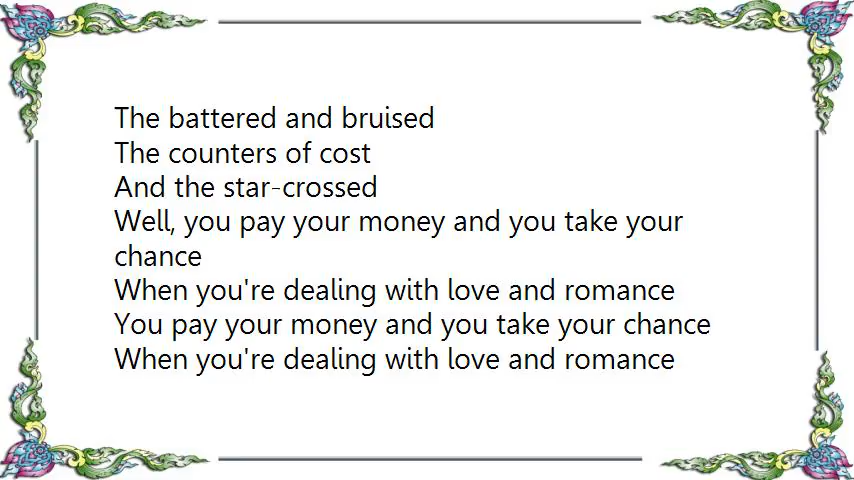 The battered and bruised
The counters of cost
And the star-crossed
Well, you pay your money and you take your
chance
When you're dealing with love and romance
You pay your money and you take your chance
When you're dealing with love and romance